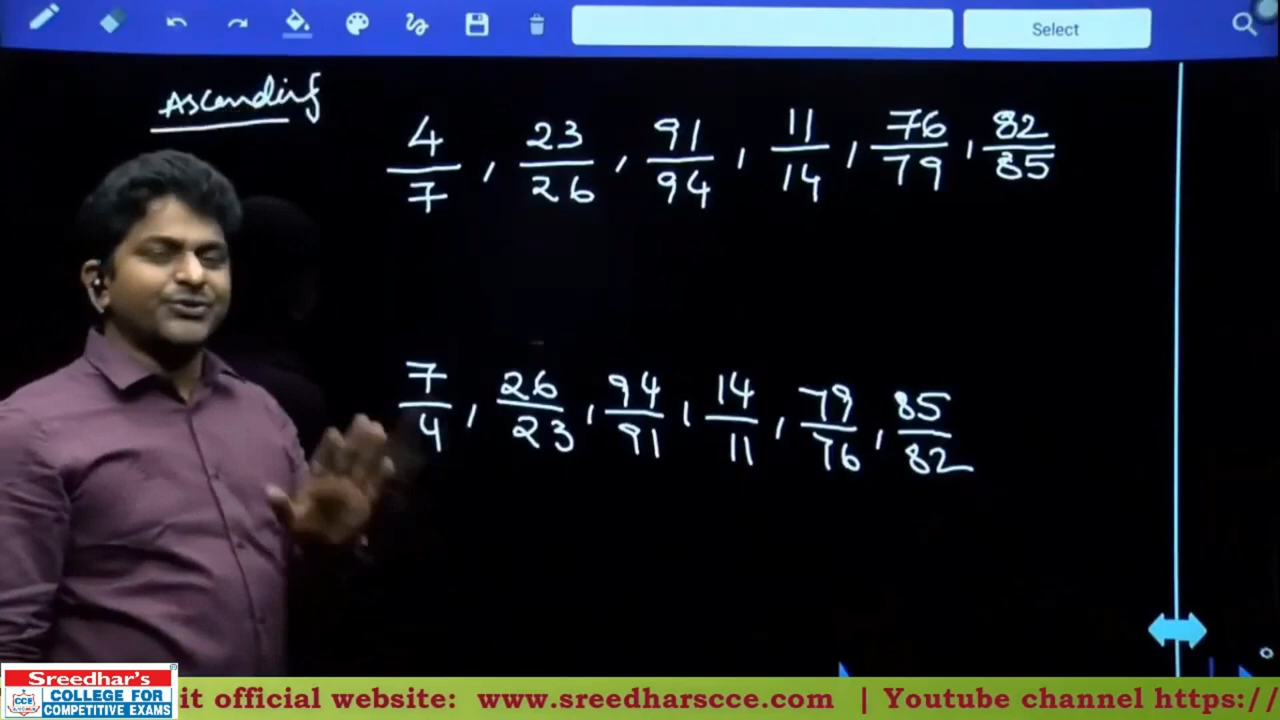 Select
Ascending
4/7 , 23/26 , 91/94 , 11/14 , 76/79 , 82/85
7/4 , 26/23 , 94/91 , 14/11 , 79/76 , 85/82
Sreedhar's
CCE
COLLEGE FOR
COMPETITIVE EXAMS
it official website: www.sreedharscce.com | Youtube channel https:/